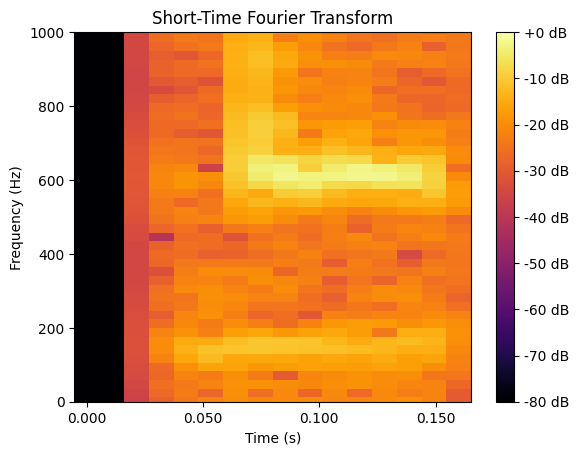 Short-Time Fourier Transform
Frequency (Hz)
1000
800
600
400
200
0
0.000
0.050
0.100
0.150
Time (s)
+0 dB
-10 dB
-20 dB
-30 dB
-40 dB
-50 dB
-60 dB
-70 dB
-80 dB